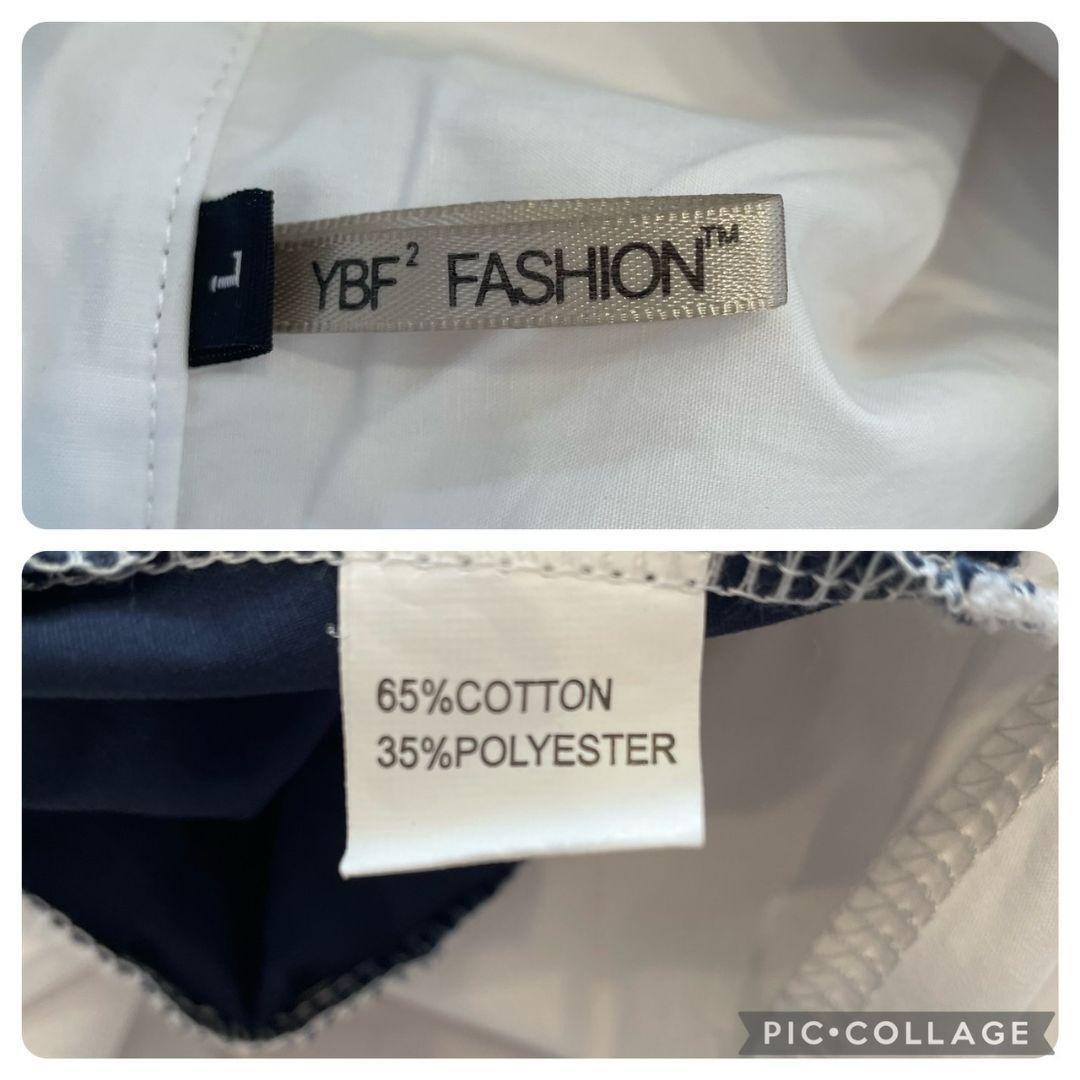 L
YBF² FASHION™
65%COTTON
35%POLYESTER
PIC•COLLAGE